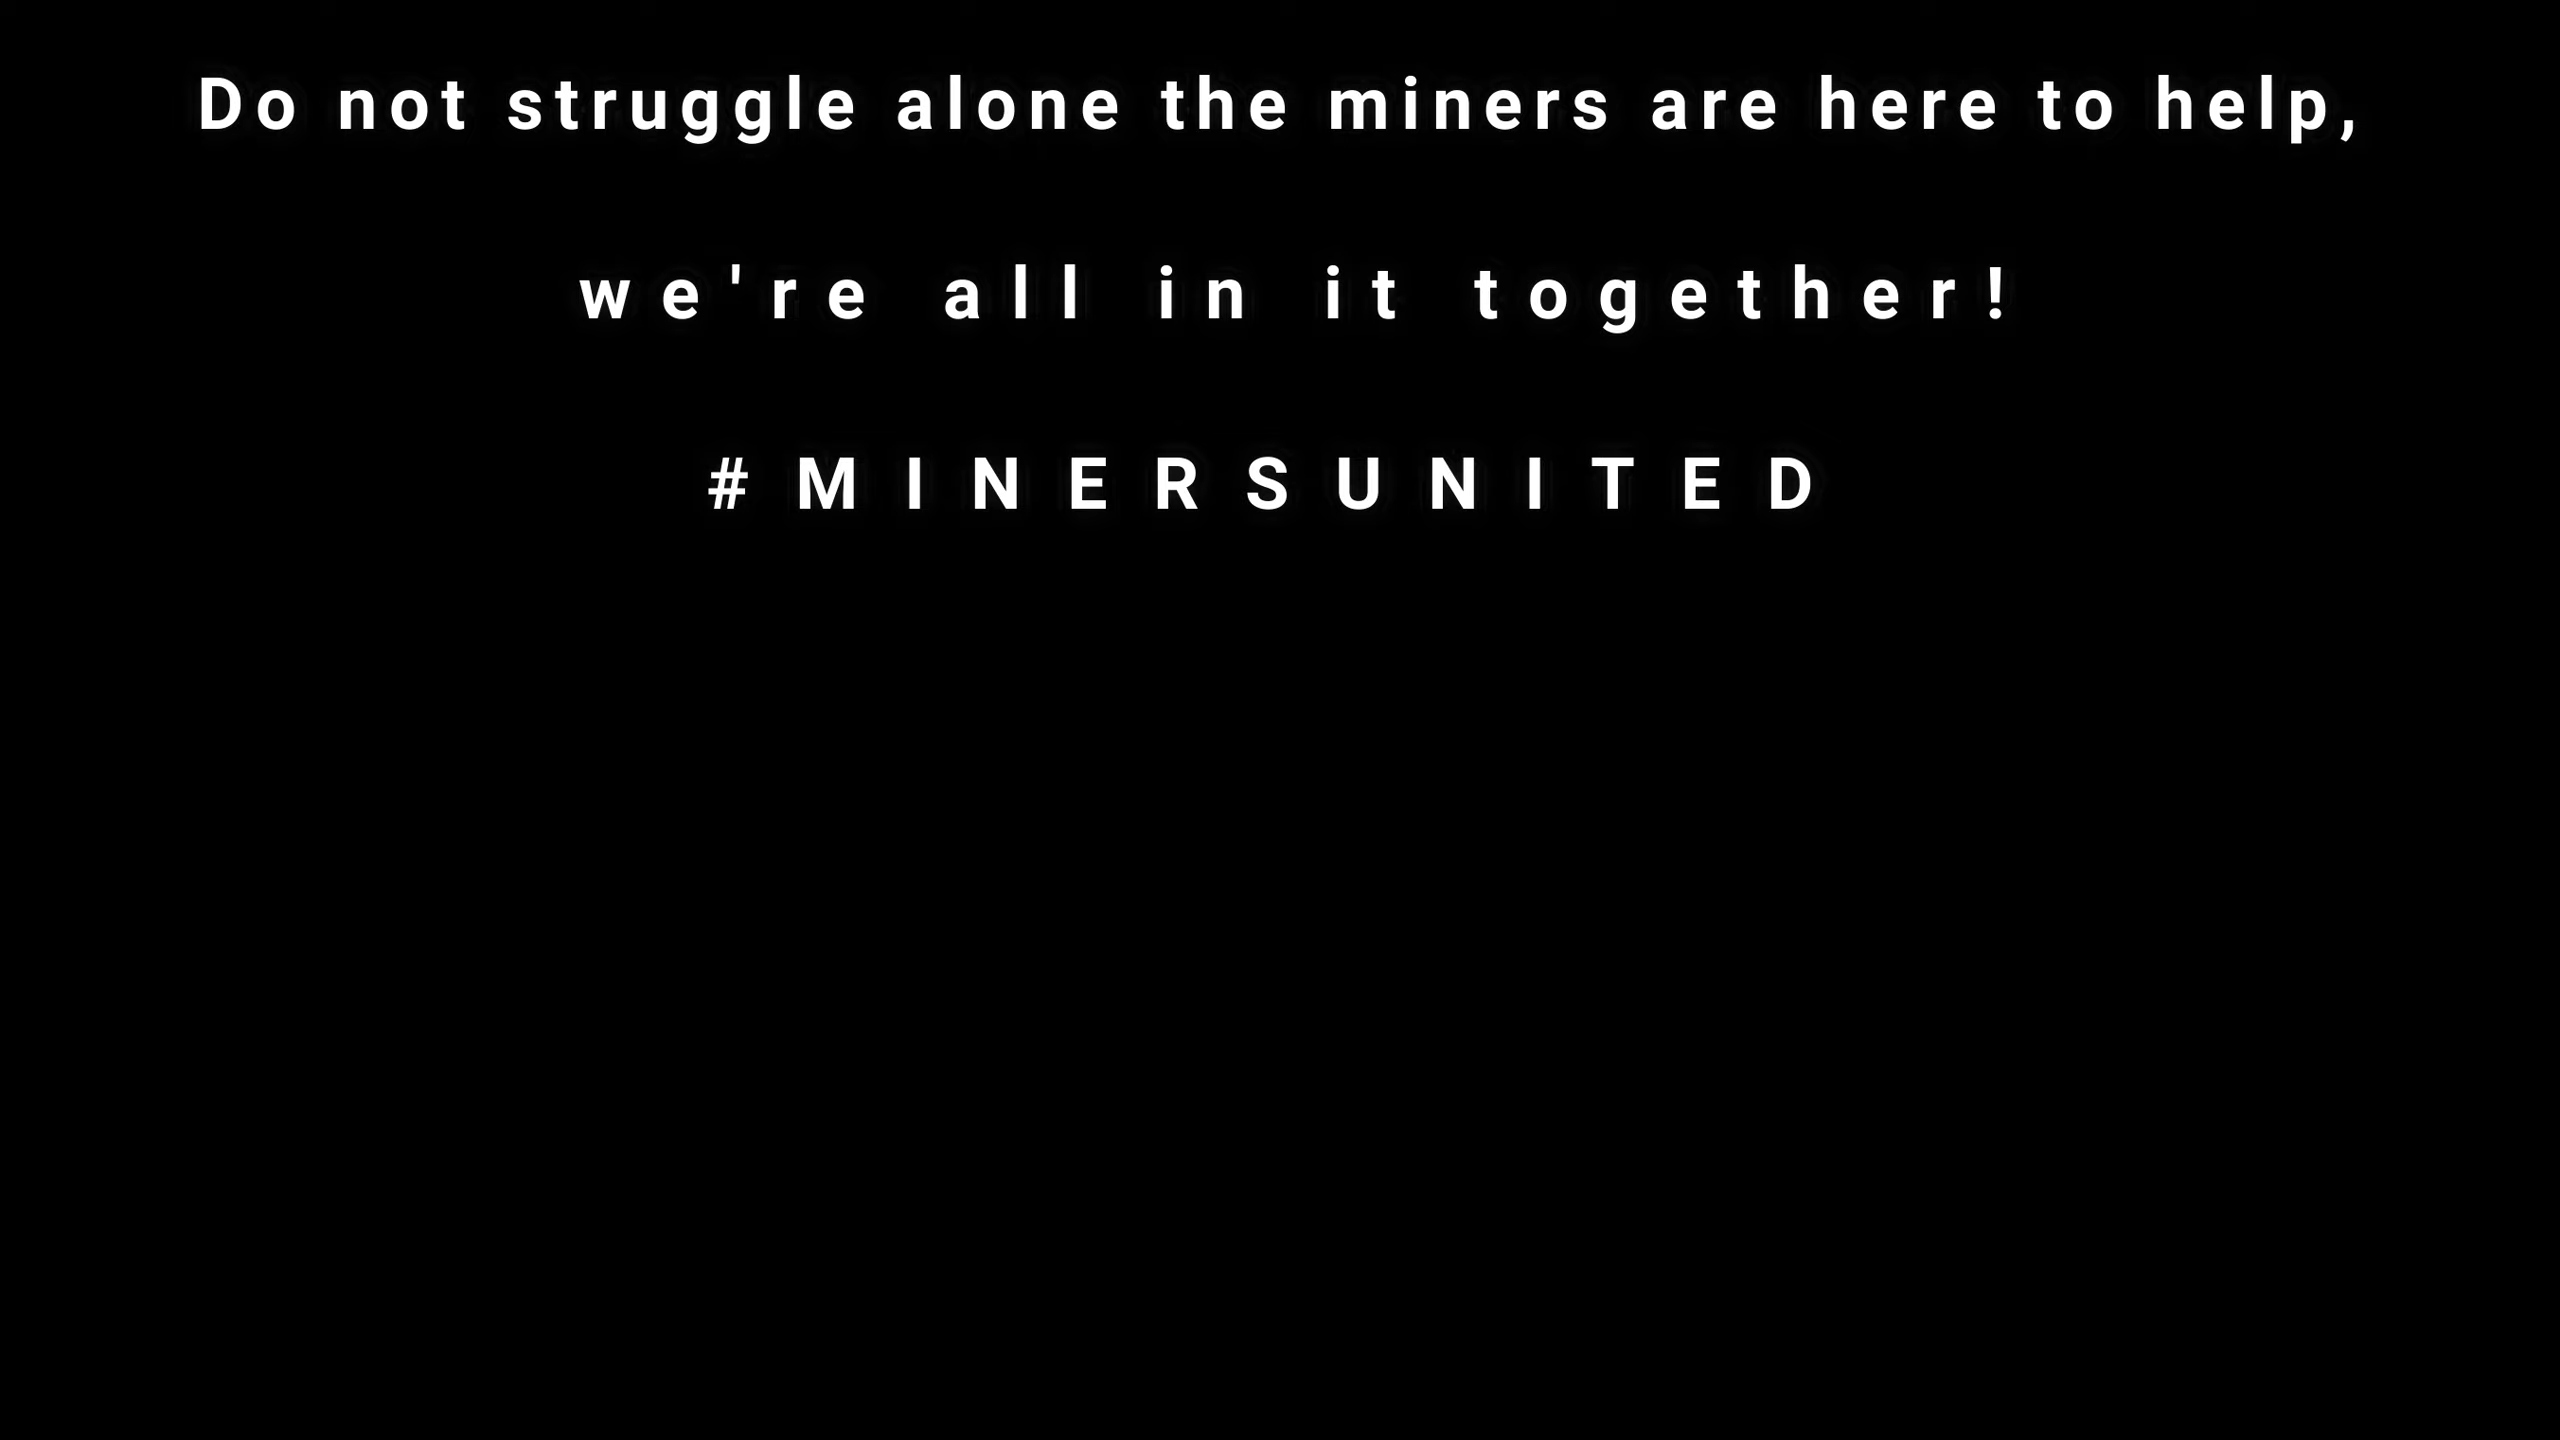 Do not struggle alone the miners are here to help,
we're all in it together!
#MINERSUNITED